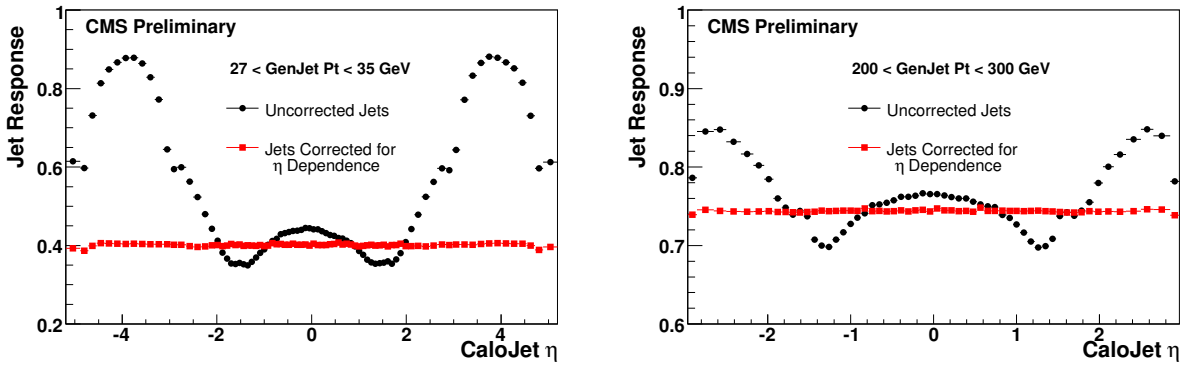 CMS Preliminary
27 < GenJet Pt < 35 GeV
Uncorrected Jets
Jets Corrected for
η Dependence
Jet Response
1
0.8
0.6
0.4
0.2
-4
-2
0
2
4
CaloJet η
CMS Preliminary
200 < GenJet Pt < 300 GeV
Uncorrected Jets
Jets Corrected for
η Dependence
Jet Response
1
0.9
0.8
0.7
0.6
-2
-1
0
1
2
CaloJet η